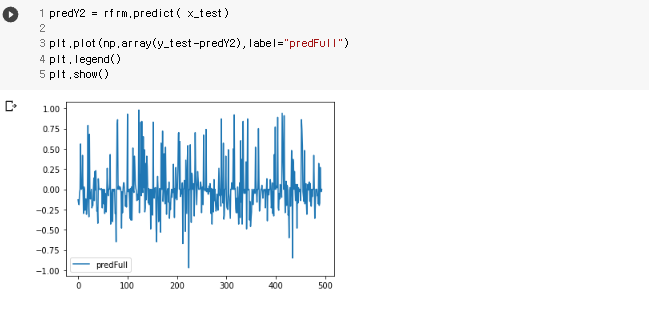 1 predY2 = rfrm.predict( x_test)
2
3 plt.plot(np.array(y_test-predY2),label="predFull")
4 plt.legend()
5 plt.show()
1.00
0.75
0.50
0.25
0.00
−0.25
−0.50
−0.75
−1.00
predFull
0 100 200 300 400 500